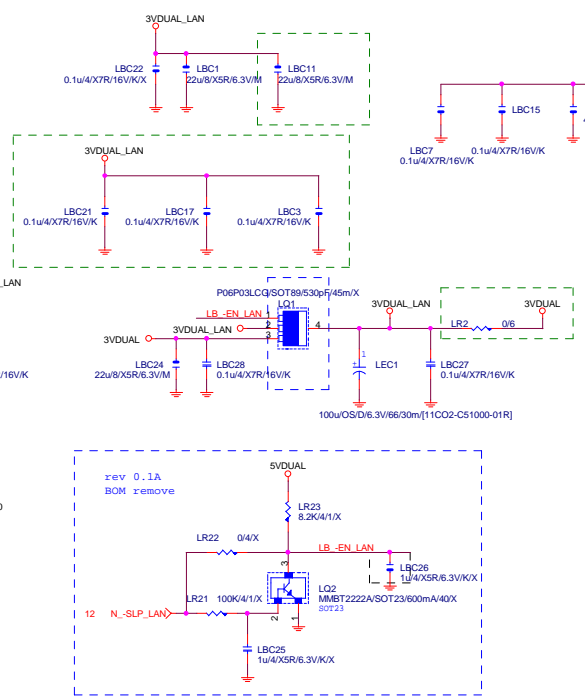 3VDUAL_LAN
LBC22
0.1u/4/X7R/16V/K/X
LBC1
22u/8/X5R/6.3V/M
LBC11
22u/8/X5R/6.3V/M
LBC7
0.1u/4/X7R/16V/K
LBC15
0.1u/4/X7R/16V/K
3VDUAL_LAN
LBC21
0.1u/4/X7R/16V/K
LBC17
0.1u/4/X7R/16V/K
LBC3
0.1u/4/X7R/16V/K
_LAN
P06P03LCG/SOT89/530pF/45m/X
LQ1
LB_-EN_LAN
1
2
3
4
3VDUAL_LAN
3VDUAL
3VDUAL_LAN
LR2
0/6
3VDUAL
LBC24
22u/8/X5R/6.3V/M
LBC28
0.1u/4/X7R/16V/K
1
LEC1
LBC27
0.1u/4/X7R/16V/K
/16V/K
100u/OS/D/6.3V/66/30m/[11CO2-C51000-01R]
rev 0.1A
BOM remove
5VDUAL
LR23
8.2K/4/1/X
LR22
0/4/X
LB_-EN_LAN
3
LBC26
1u/4/X5R/6.3V/K/X
LQ2
MMBT2222A/SOT23/600mA/40/X
SOT23
LR21
100K/4/1/X
12
N_-SLP_LAN
2
1
LBC25
1u/4/X5R/6.3V/K/X